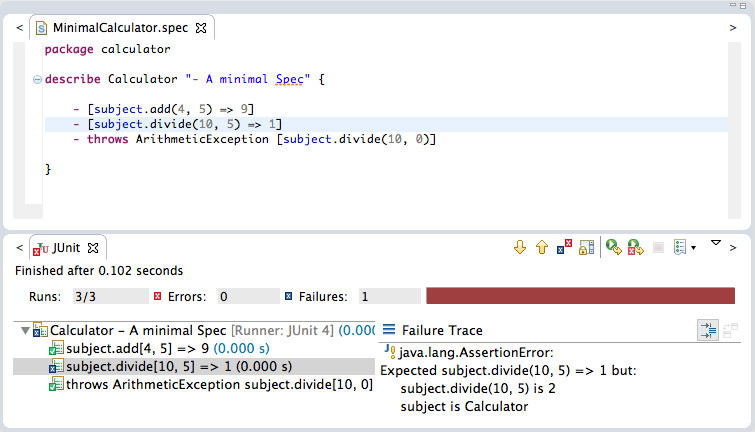 MinimalCalculator.spec
package calculator
describe Calculator "- A minimal Spec" {
- [subject.add(4, 5) => 9]
- [subject.divide(10, 5) => 1]
- throws ArithmeticException [subject.divide(10, 0)]
}
JUnit
Finished after 0.102 seconds
Runs: 3/3 Errors: 0 Failures: 1
Calculator - A minimal Spec [Runner: JUnit 4] (0.000
subject.add[4, 5] => 9 (0.000 s)
subject.divide[10, 5] => 1 (0.000 s)
throws ArithmeticException subject.divide[10, 0]
Failure Trace
java.lang.AssertionError:
Expected subject.divide(10, 5) => 1 but:
subject.divide(10, 5) is 2
subject is Calculator